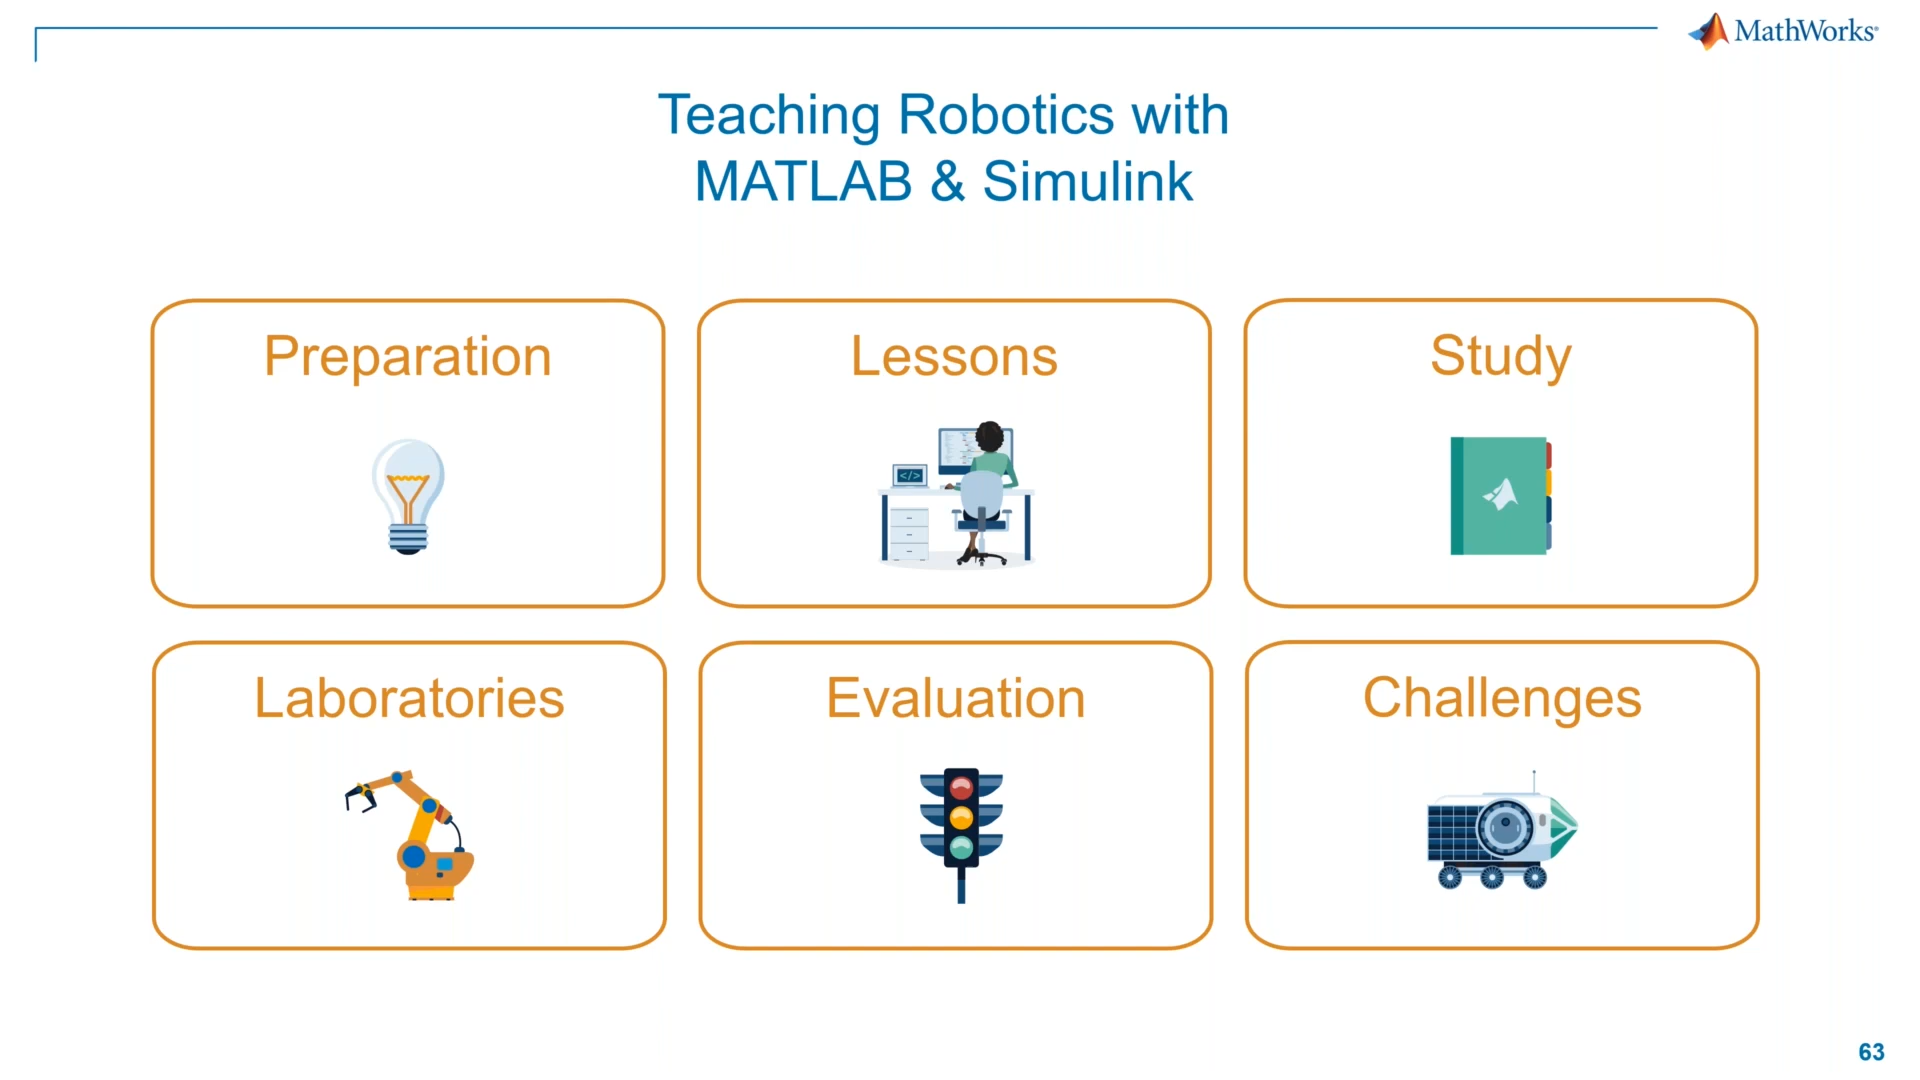 MathWorks
Teaching Robotics with
MATLAB & Simulink
Preparation
Lessons
Study
</>
Laboratories
Evaluation
Challenges
63